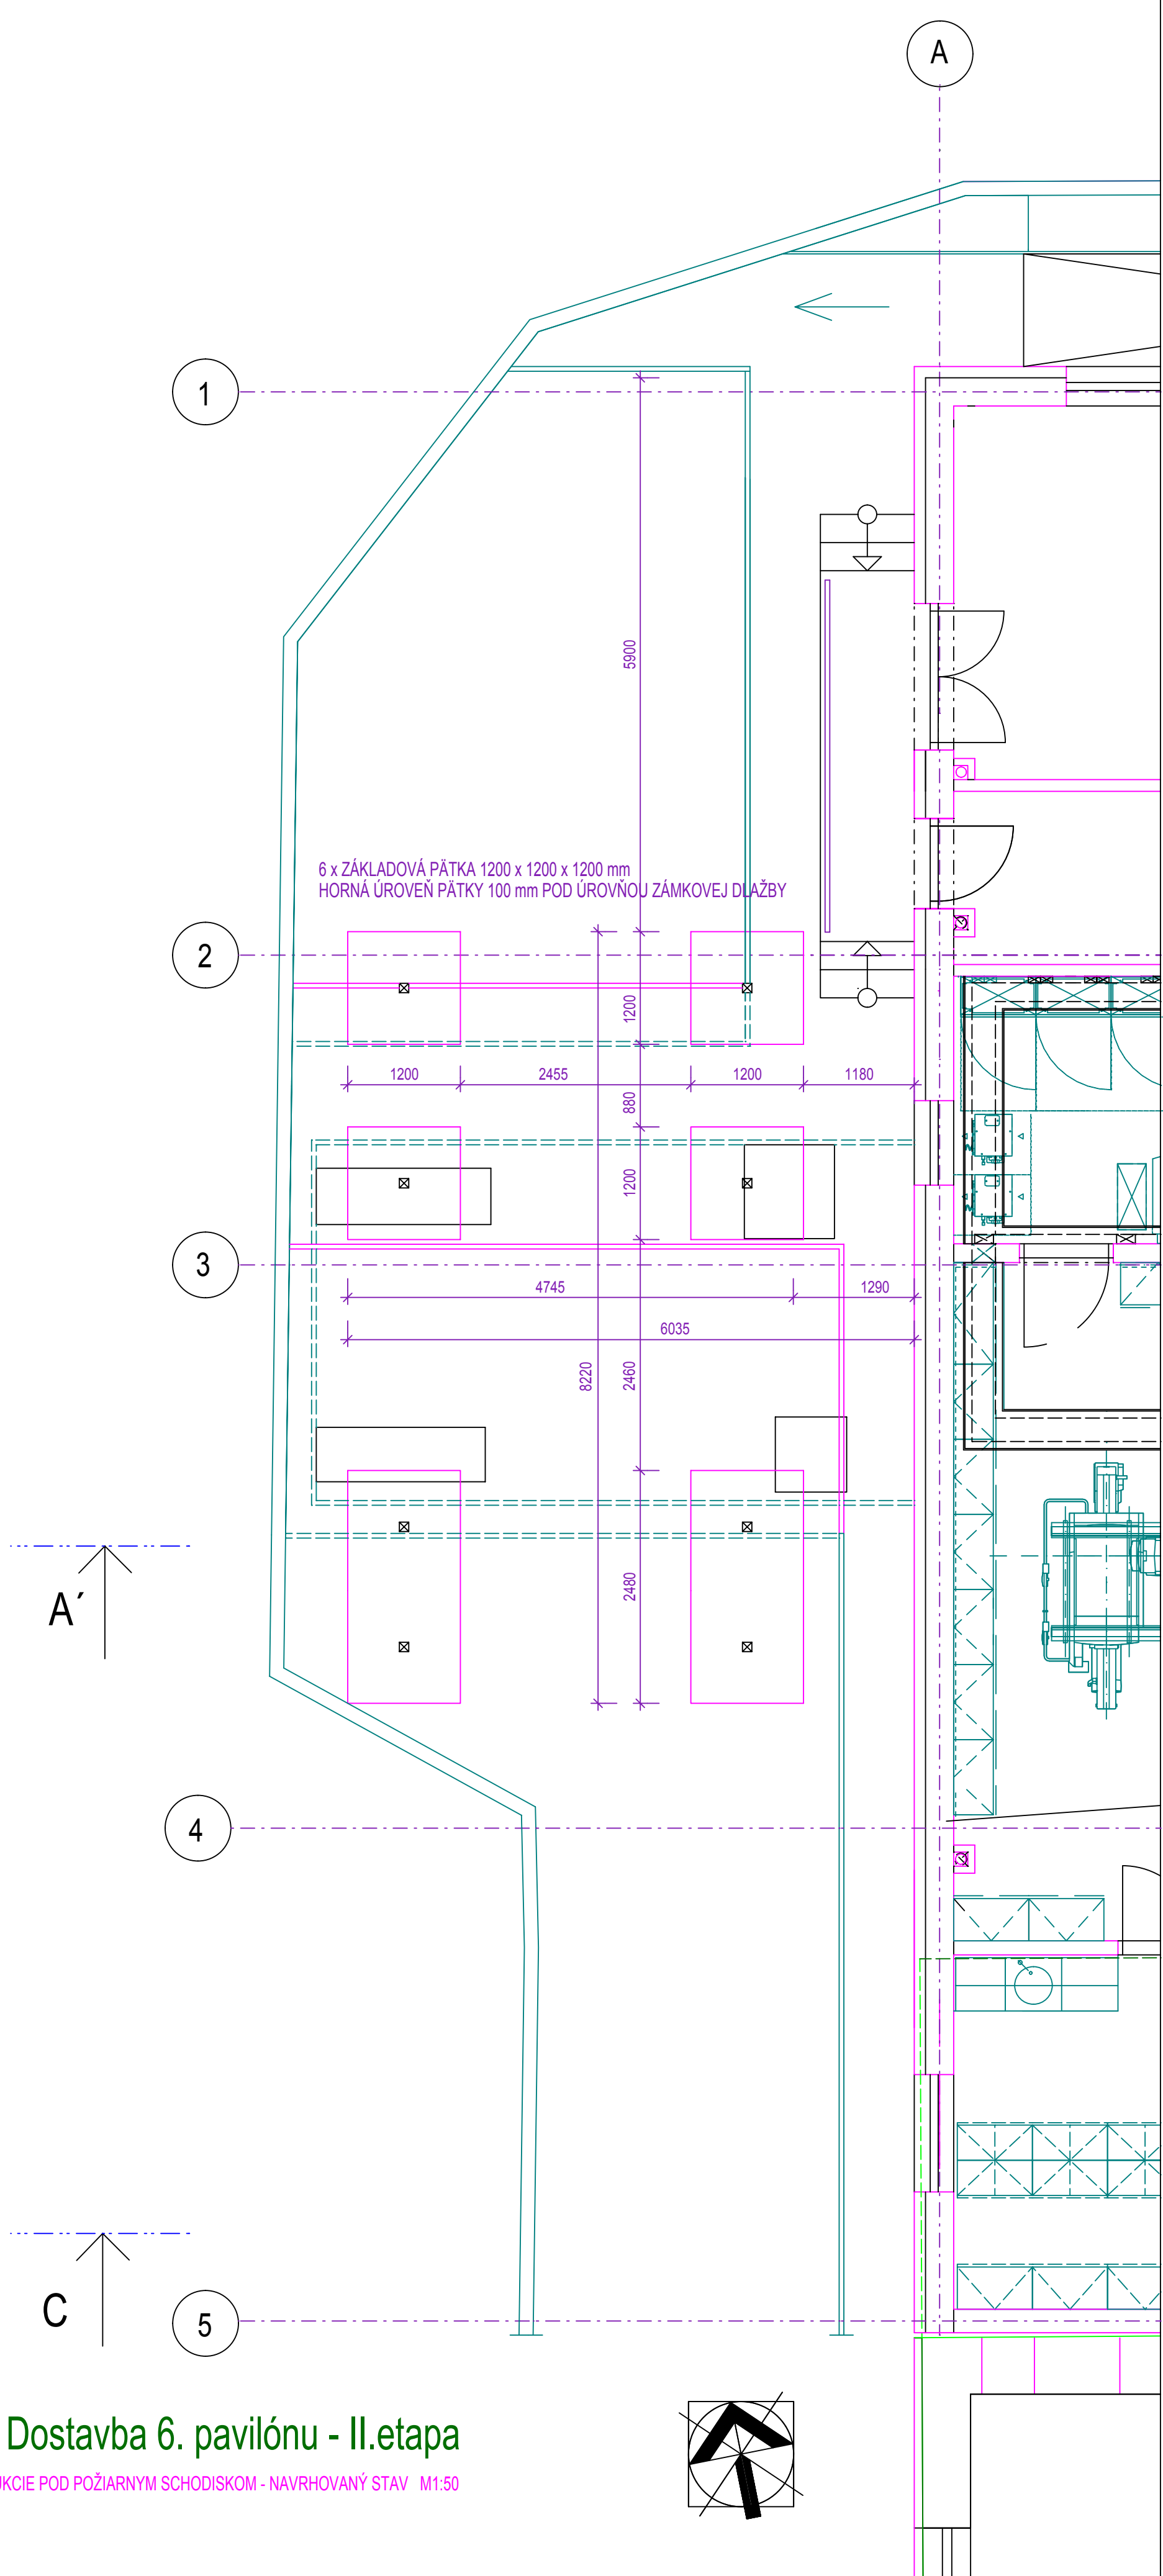 A
1
5900
6 x ZÁKLADOVÁ PÄTKA 1200 x 1200 x 1200 mm
HORNÁ ÚROVEŇ PÄTKY 100 mm POD ÚROVŇOU ZÁMKOVEJ DLAŽBY
2
1200
1200
2455
1200
1180
880
1200
3
4745
1290
6035
8220
2460
2480
A´
4
C
5
Dostavba 6. pavilónu - II.etapa
POD POŽIARNYM SCHODISKOM - NAVRHOVANÝ STAV M1:50